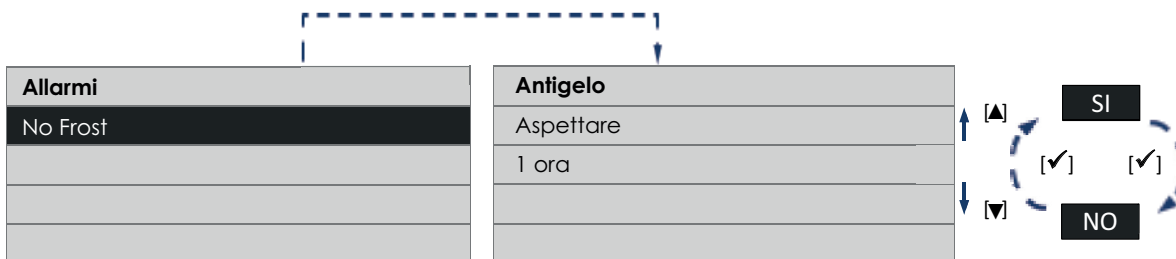 Allarmi
No Frost
Antigelo
Aspettare
1 ora
[▲]
[▼]
SI
[✔] [✔]
NO